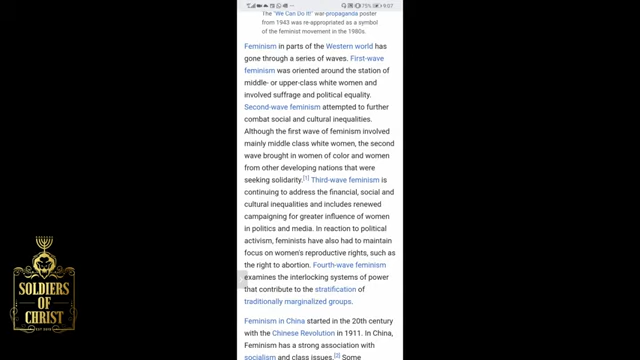 75% 9:07
The "We Can Do It!" war-propaganda poster
from 1943 was re-appropriated as a symbol
of the feminist movement in the 1980s.
Feminism in parts of the Western world has
gone through a series of waves. First-wave
feminism was oriented around the station of
middle- or upper-class white women and
involved suffrage and political equality.
Second-wave feminism attempted to further
combat social and cultural inequalities.
Although the first wave of feminism involved
mainly middle class white women, the second
wave brought in women of color and women
from other developing nations that were
seeking solidarity.[1] Third-wave feminism is
continuing to address the financial, social and
cultural inequalities and includes renewed
campaigning for greater influence of women
in politics and media. In reaction to political
activism, feminists have also had to maintain
focus on women's reproductive rights, such as
the right to abortion. Fourth-wave feminism
examines the interlocking systems of power
that contribute to the stratification of
traditionally marginalized groups.
Feminism in China started in the 20th century
with the Chinese Revolution in 1911. In China,
Feminism has a strong association with
socialism and class issues.[2] Some
SOLDIERS
OF
CHRIST